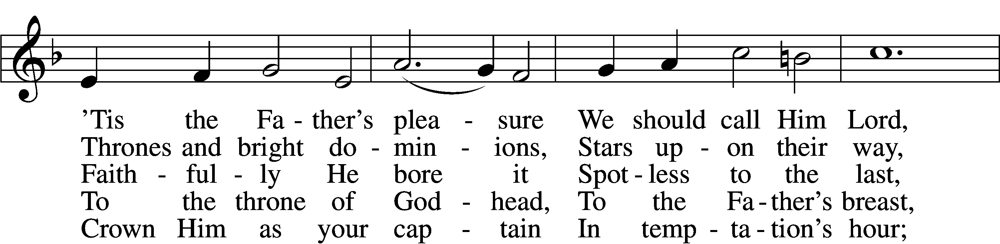 ’Tis the Fa - ther’s plea - sure We should call Him Lord,
Thrones and bright do - min - ions, Stars up - on their way,
Faith - ful - ly He bore it Spot - less to the last,
To the throne of God - head, To the Fa - ther’s breast,
Crown Him as your cap - tain In temp - ta - tion’s hour;